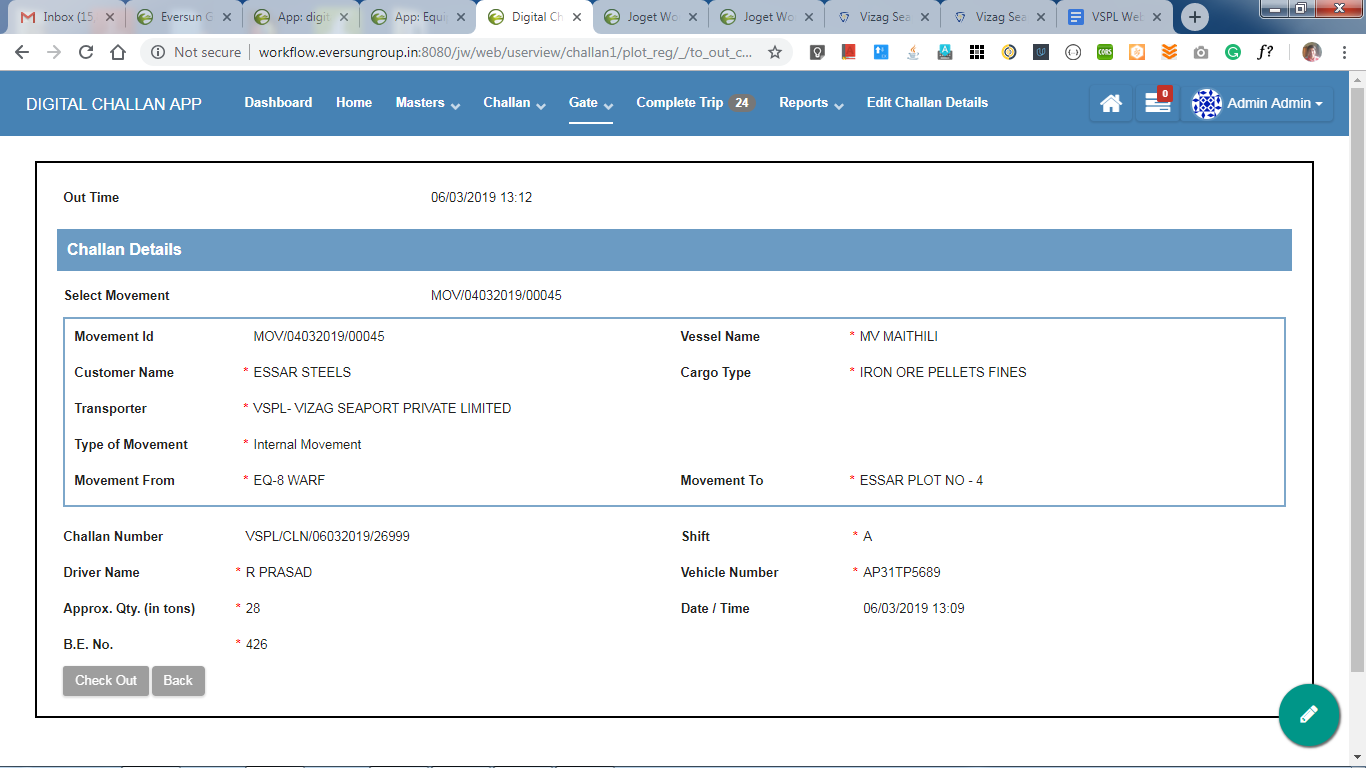 Inbox (15 Eversun G App: digit App: Equi Digital Ch Joget Wo Joget Wo Vizag Sea Vizag Sea VSPL Web
Not secure workflow.eversungroup.in:8080/jw/web/userview/challan1/plot_reg/_/to_out_c... CORS f?
DIGITAL CHALLAN APP Dashboard Home Masters Challan Gate Complete Trip 24 Reports Edit Challan Details 0 Admin Admin
Out Time 06/03/2019 13:12
Challan Details
Select Movement MOV/04032019/00045
Movement Id MOV/04032019/00045 Vessel Name * MV MAITHILI
Customer Name * ESSAR STEELS Cargo Type * IRON ORE PELLETS FINES
Transporter * VSPL- VIZAG SEAPORT PRIVATE LIMITED
Type of Movement * Internal Movement
Movement From * EQ-8 WARF Movement To * ESSAR PLOT NO - 4
Challan Number VSPL/CLN/06032019/26999 Shift * A
Driver Name * R PRASAD Vehicle Number * AP31TP5689
Approx. Qty. (in tons) * 28 Date / Time 06/03/2019 13:09
B.E. No. * 426
Check Out Back